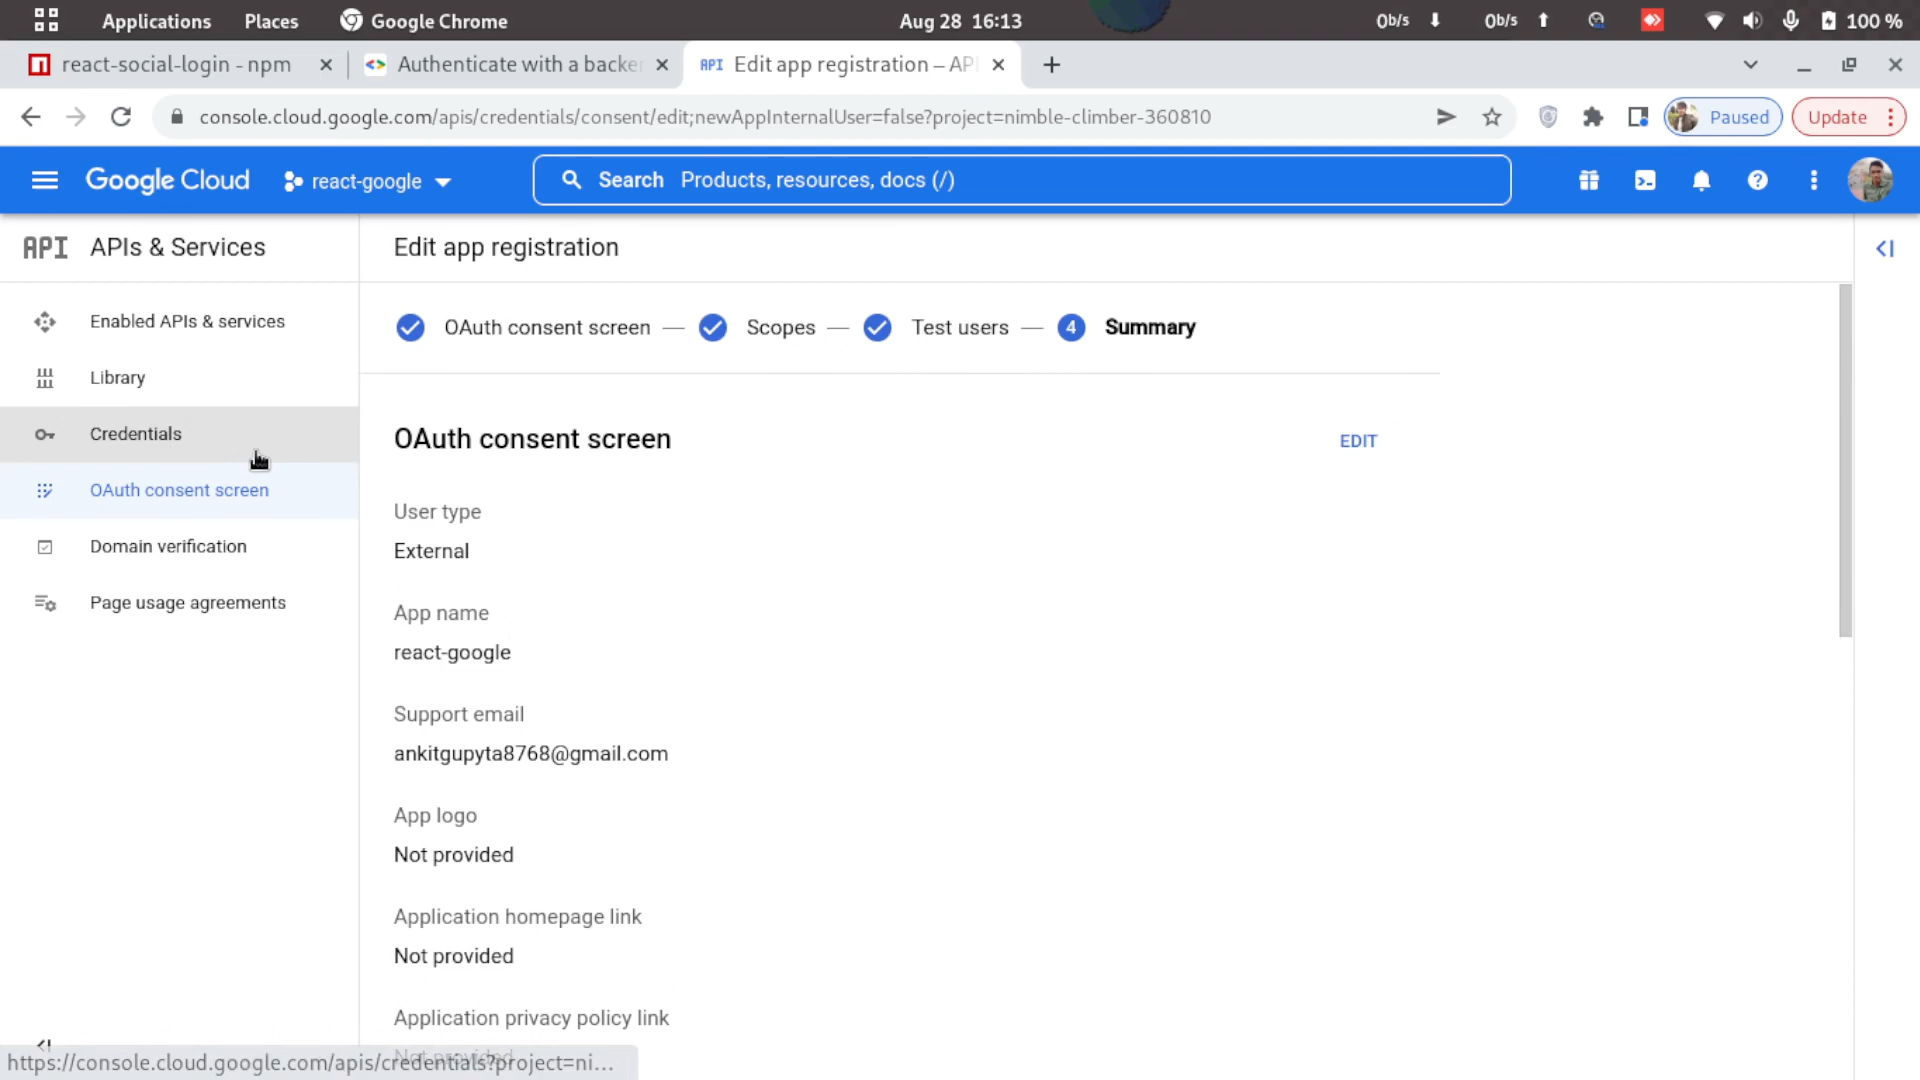 Applications Places Google Chrome Aug 28 16:13 0b/s 0b/s 100 %
react-social-login - npm Authenticate with a backe Edit app registration – AP
console.cloud.google.com/apis/credentials/consent/edit;newAppInternalUser=false?project=nimble-climber-360810 Paused Update
Google Cloud react-google Search Products, resources, docs (/)
API APIs & Services
Enabled APIs & services
Library
Credentials
OAuth consent screen
Domain verification
Page usage agreements
Edit app registration
OAuth consent screen — Scopes — Test users — 4 Summary
OAuth consent screen EDIT
User type
External
App name
react-google
Support email
ankitgupyta8768@gmail.com
App logo
Not provided
Application homepage link
Not provided
Application privacy policy link
Not provided
https://console.cloud.google.com/apis/credentials?project=ni...